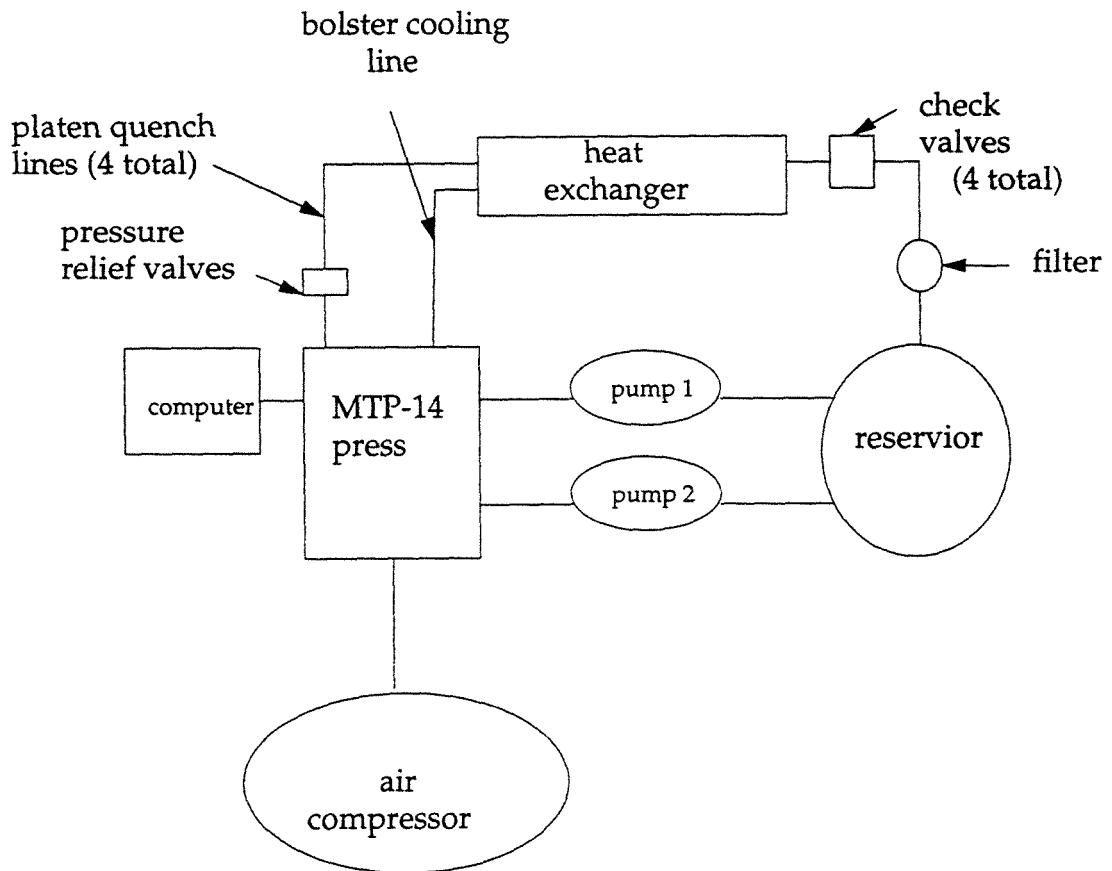 bolster cooling
line
platen quench
lines (4 total)
pressure
relief valves
heat
exchanger
check
valves
(4 total)
filter
computer
MTP-14
press
pump 1
pump 2
reservior
air
compressor